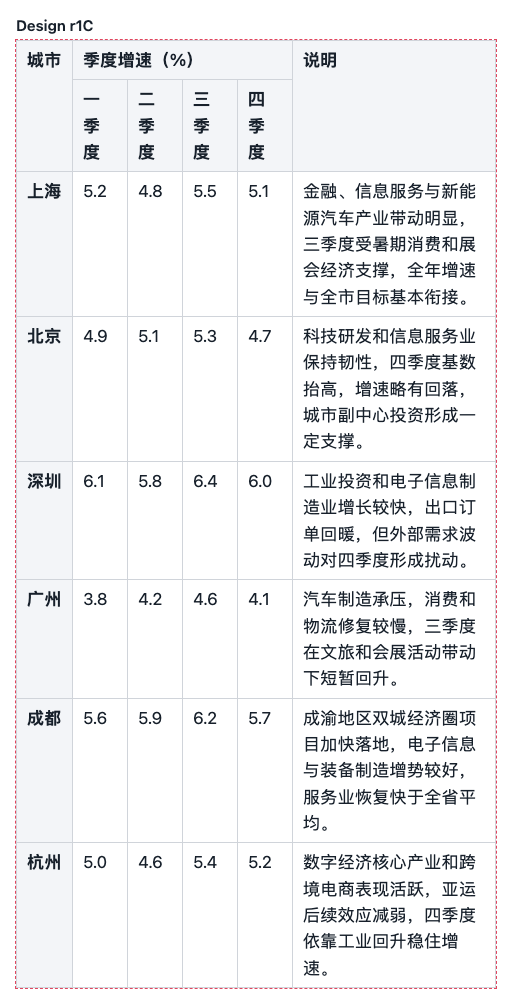 Design r1C
城市
季度增速（%）
说明
一
季
度
二
季
度
三
季
度
四
季
度
上海
5.2
4.8
5.5
5.1
金融、信息服务与新能
源汽车产业带动明显，
三季度受暑期消费和展
会经济支撑，全年增速
与全市目标基本衔接。
北京
4.9
5.1
5.3
4.7
科技研发和信息服务业
保持韧性，四季度基数
抬高，增速略有回落，
城市副中心投资形成一
定支撑。
深圳
6.1
5.8
6.4
6.0
工业投资和电子信息制
造业增长较快，出口订
单回暖，但外部需求波
动对四季度形成扰动。
广州
3.8
4.2
4.6
4.1
汽车制造承压，消费和
物流修复较慢，三季度
在文旅和会展活动带动
下短暂回升。
成都
5.6
5.9
6.2
5.7
成渝地区双城经济圈项
目加快落地，电子信息
与装备制造增势较好，
服务业恢复快于全省平
均。
杭州
5.0
4.6
5.4
5.2
数字经济核心产业和跨
境电商表现活跃，亚运
后续效应减弱，四季度
依靠工业回升稳住增
速。